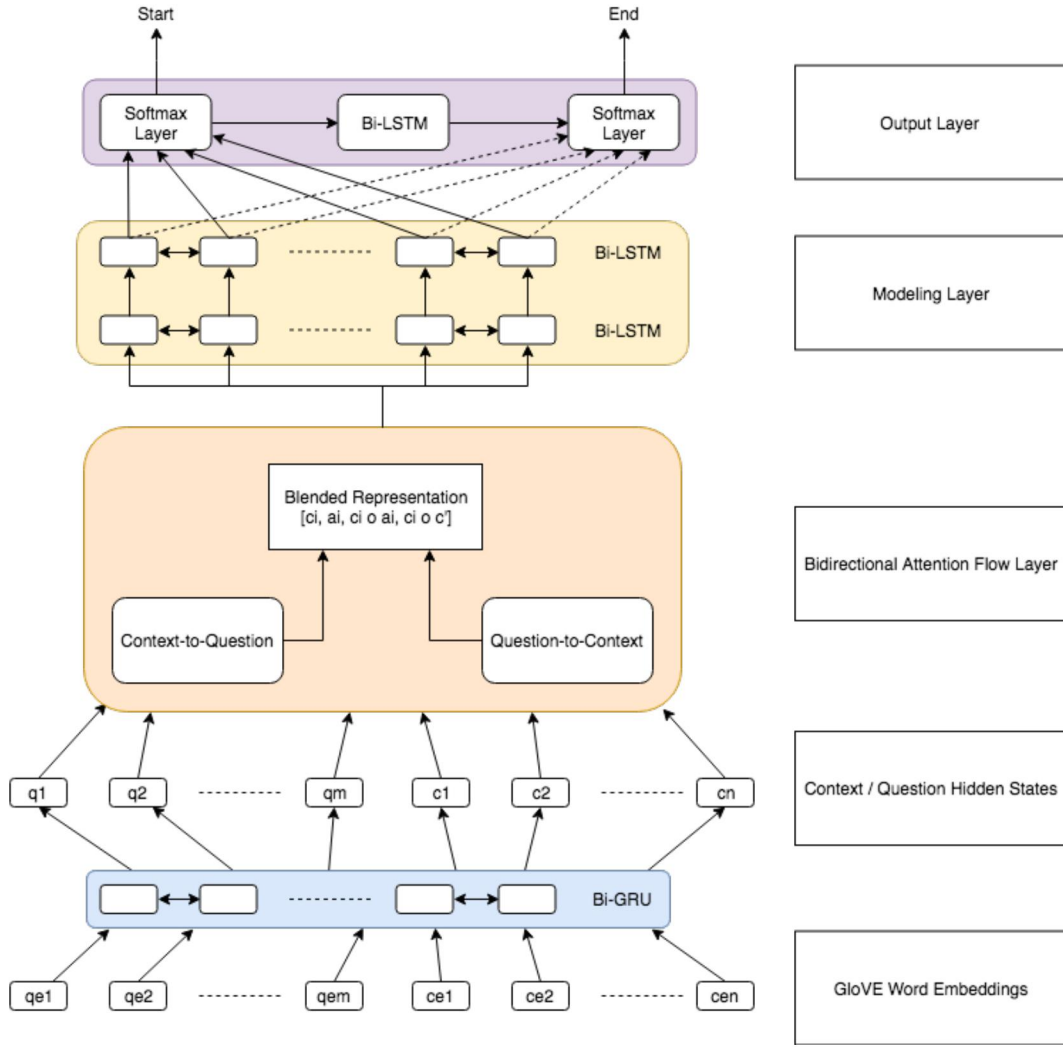 Start
End
Softmax
Layer
Bi-LSTM
Softmax
Layer
Output Layer
Bi-LSTM
Bi-LSTM
Modeling Layer
Blended Representation
[ci, ai, ci o ai, ci o c']
Context-to-Question
Question-to-Context
Bidirectional Attention Flow Layer
q1
q2
qm
c1
c2
cn
Context / Question Hidden States
Bi-GRU
qe1
qe2
qem
ce1
ce2
cen
GloVE Word Embeddings